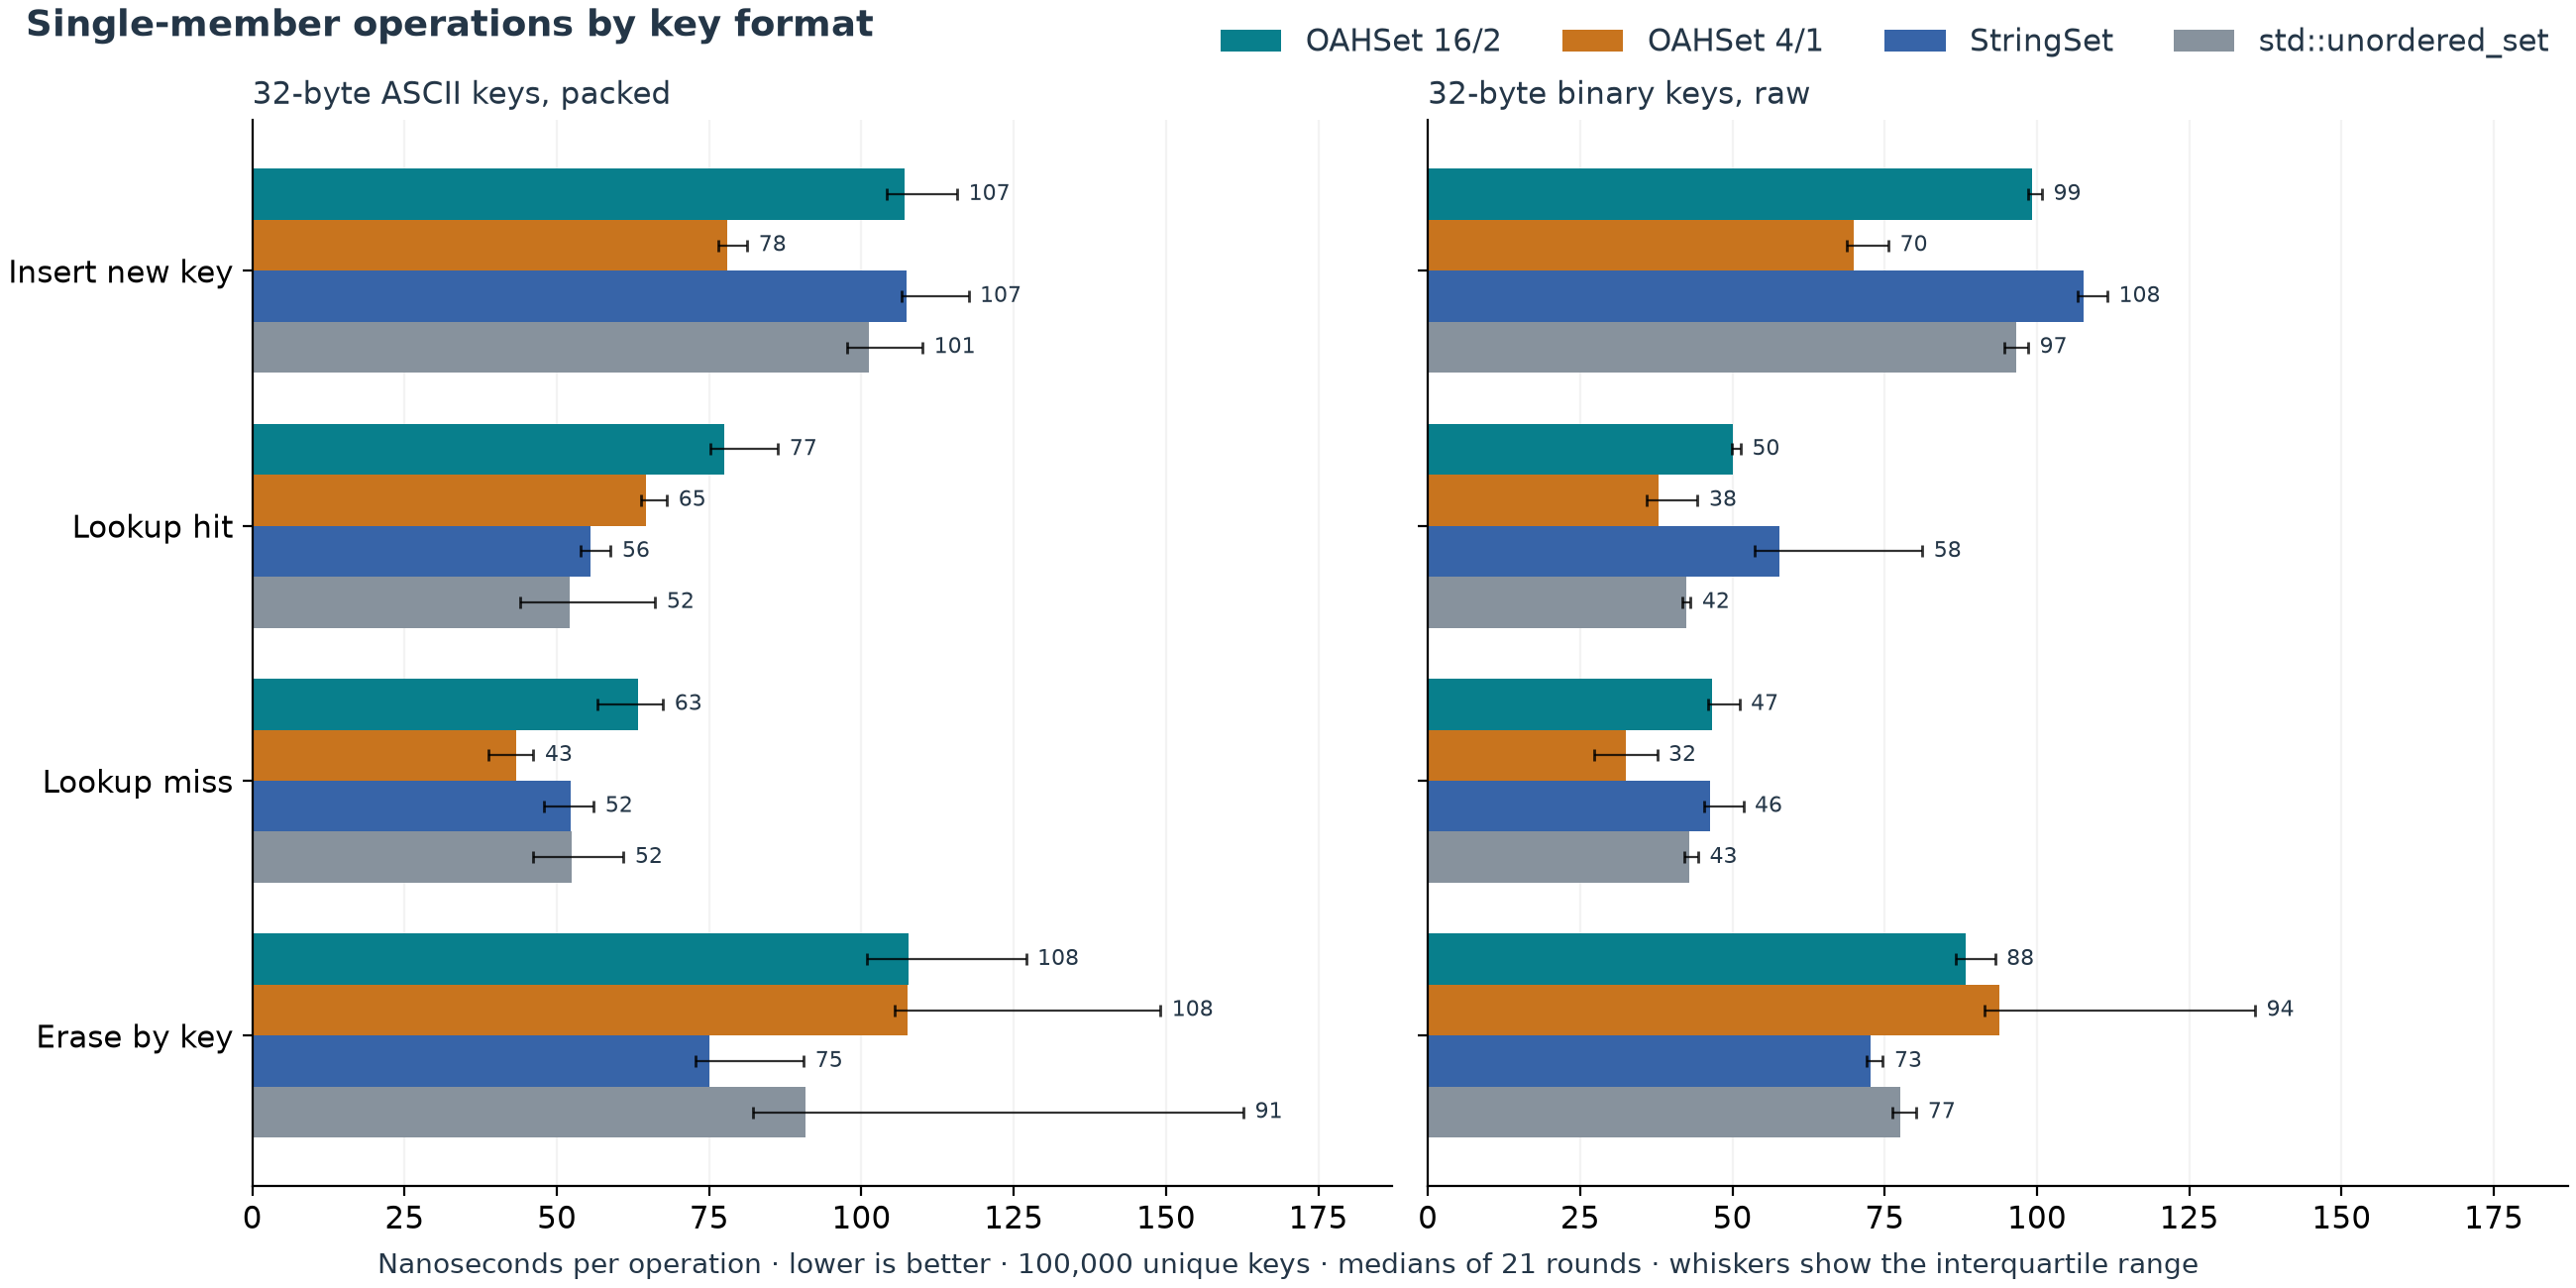 Single-member operations by key format
OAHSet 16/2
OAHSet 4/1
StringSet
std::unordered_set
32-byte ASCII keys, packed
32-byte binary keys, raw
Insert new key
107
78
107
101
99
70
108
97
Lookup hit
77
65
56
52
50
38
58
42
Lookup miss
63
43
52
52
47
32
46
43
Erase by key
108
108
75
91
88
94
73
77
0 25 50 75 100 125 150 175
0 25 50 75 100 125 150 175
Nanoseconds per operation · lower is better · 100,000 unique keys · medians of 21 rounds · whiskers show the interquartile range